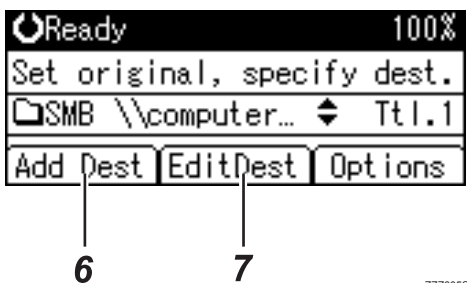 Ready 100%
Set original, specify dest.
SMB \\computer… Ttl.1
Add Dest EditDest Options
6 7